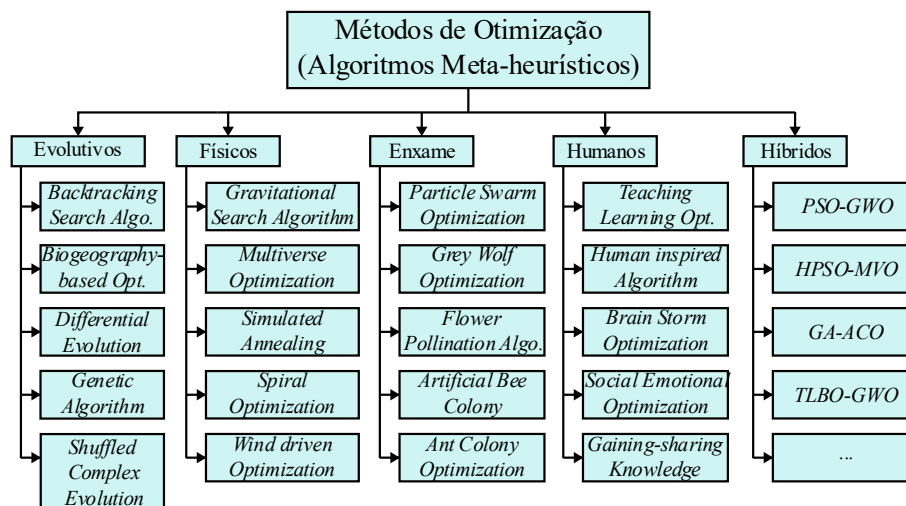 Métodos de Otimização
(Algoritmos Meta-heurísticos)
Evolutivos
Físicos
Enxame
Humanos
Híbridos
Backtracking
Search Algo.
Biogeography-
based Opt.
Differential
Evolution
Genetic
Algorithm
Shuffled
Complex
Evolution
Gravitational
Search Algorithm
Multiverse
Optimization
Simulated
Annealing
Spiral
Optimization
Wind driven
Optimization
Particle Swarm
Optimization
Grey Wolf
Optimization
Flower
Pollination Algo.
Artificial Bee
Colony
Ant Colony
Optimization
Teaching
Learning Opt.
Human inspired
Algorithm
Brain Storm
Optimization
Social Emotional
Optimization
Gaining-sharing
Knowledge
PSO-GWO
HPSO-MVO
GA-ACO
TLBO-GWO
...